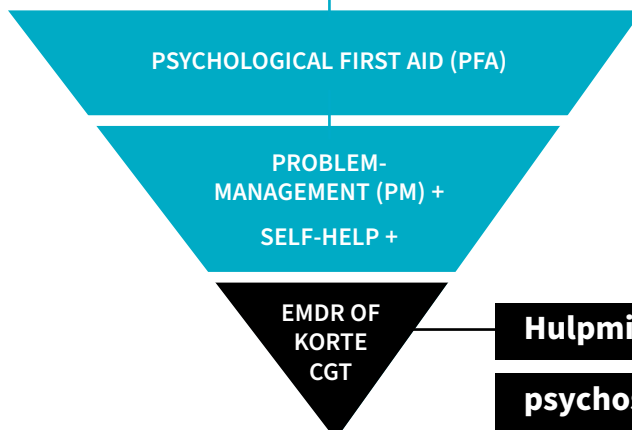 PSYCHOLOGICAL FIRST AID (PFA)
PROBLEM-
MANAGEMENT (PM) +
SELF-HELP +
EMDR OF
KORTE
CGT